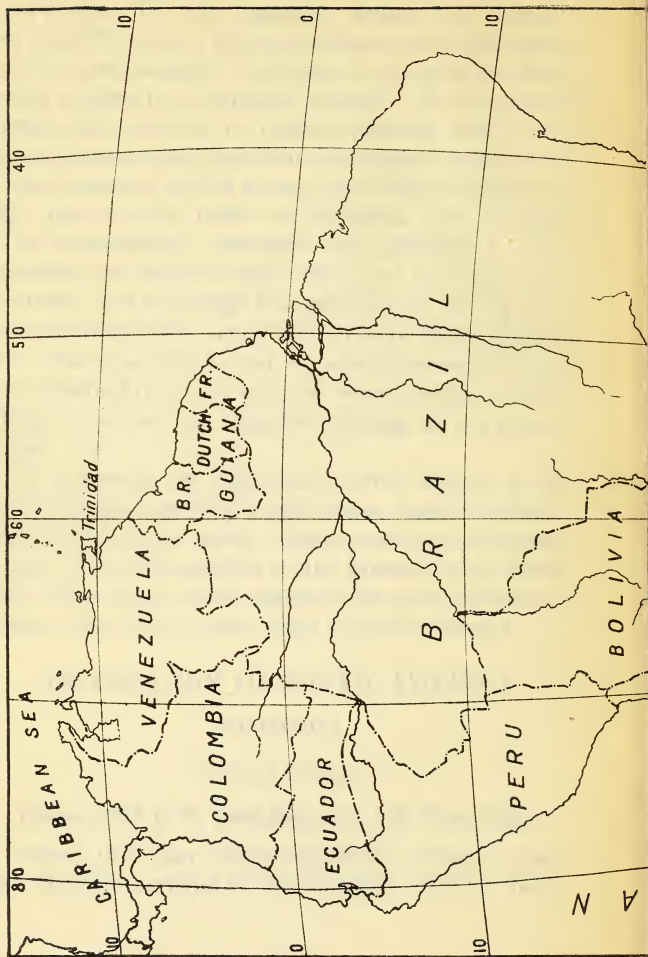 80
60
50
40
10
10
0
0
10
10
CARIBBEAN SEA
Trinidad
VENEZUELA
COLOMBIA
BR.
DUTCH
FR.
GUIANA
ECUADOR
PERU
BRAZIL
BOLIVIA
AN